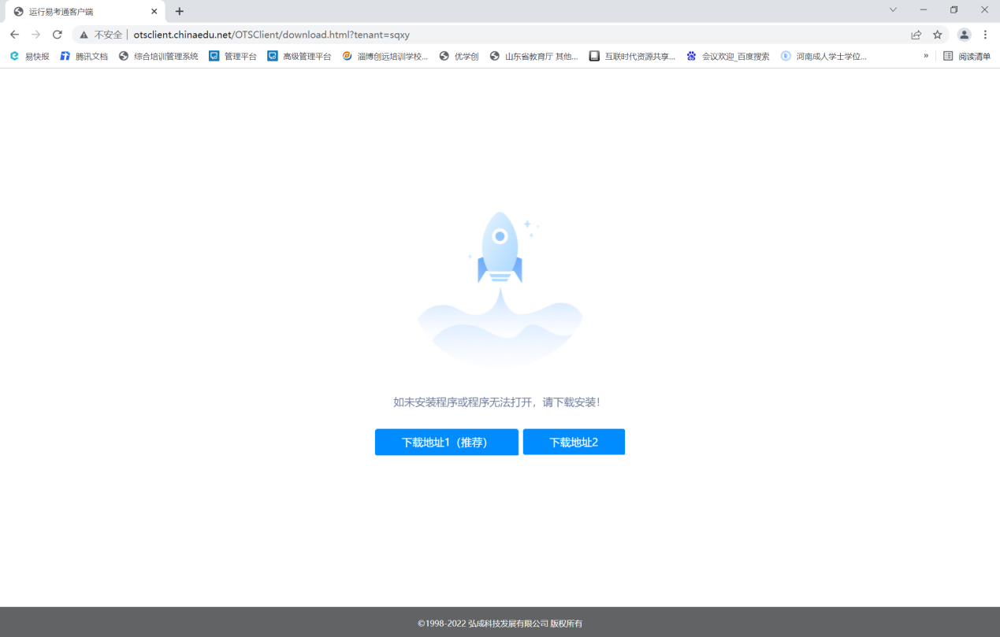 运行易考通客户端
不安全 | otsclient.chinaedu.net/OTSClient/download.html?tenant=sqxy
易快报 腾讯文档 综合培训管理系统 管理平台 高级管理平台 淄博创远培训学校... 优学创 山东省教育厅 其他... 互联时代资源共享... 会议欢迎_百度搜索 河南成人学士学位... » 阅读清单
如未安装程序或程序无法打开，请下载安装！
下载地址1（推荐） 下载地址2
©1998-2022 弘成科技发展有限公司 版权所有